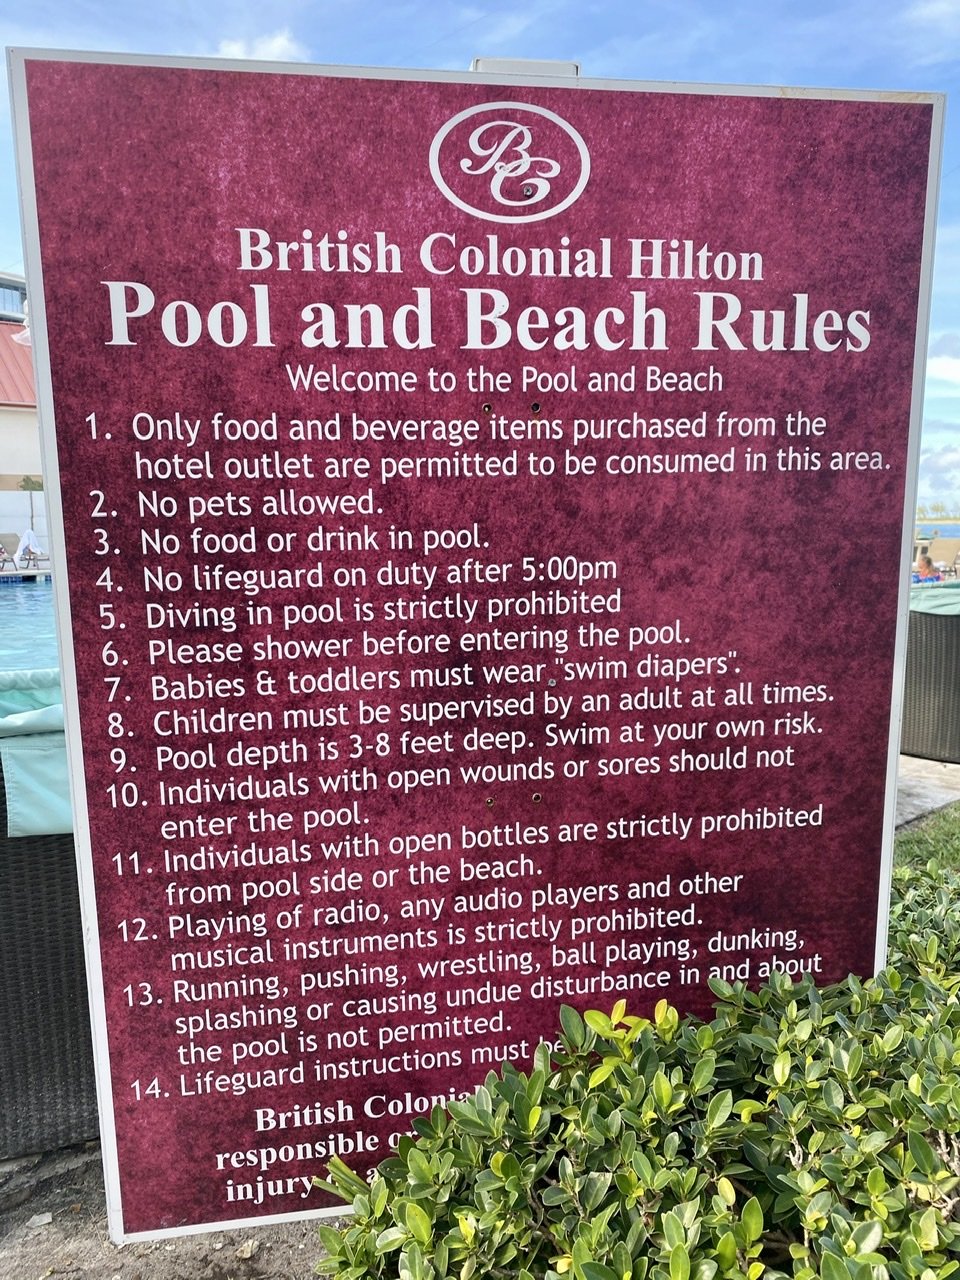 BC
British Colonial Hilton
Pool and Beach Rules
Welcome to the Pool and Beach
1. Only food and beverage items purchased from the
hotel outlet are permitted to be consumed in this area.
2. No pets allowed.
3. No food or drink in pool.
4. No lifeguard on duty after 5:00pm
5. Diving in pool is strictly prohibited
6. Please shower before entering the pool.
7. Babies & toddlers must wear "swim diapers".
8. Children must be supervised by an adult at all times.
9. Pool depth is 3-8 feet deep. Swim at your own risk.
10. Individuals with open wounds or sores should not
enter the pool.
11. Individuals with open bottles are strictly prohibited
from pool side or the beach.
12. Playing of radio, any audio players and other
musical instruments is strictly prohibited.
13. Running, pushing, wrestling, ball playing, dunking,
splashing or causing undue disturbance in and about
the pool is not permitted.
14. Lifeguard instructions must be
British Colonial
responsible or
injury